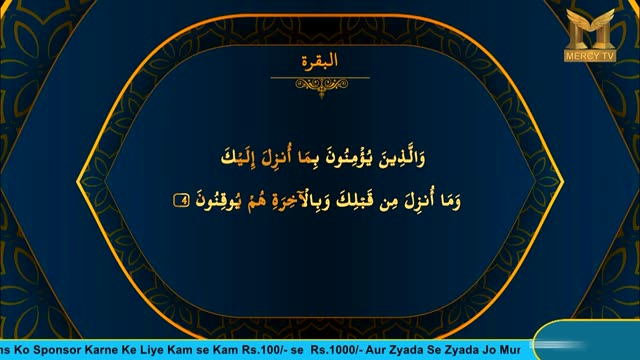 البقرة
MERCY TV
وَالَّذِينَ يُؤْمِنُونَ بِمَا أُنزِلَ إِلَيْكَ
وَمَا أُنزِلَ مِن قَبْلِكَ وَبِالْآخِرَةِ هُمْ يُوقِنُونَ 4
ns Ko Sponsor Karne Ke Liye Kam se Kam Rs.100/- se Rs.1000/- Aur Zyada Se Zyada Jo Mur